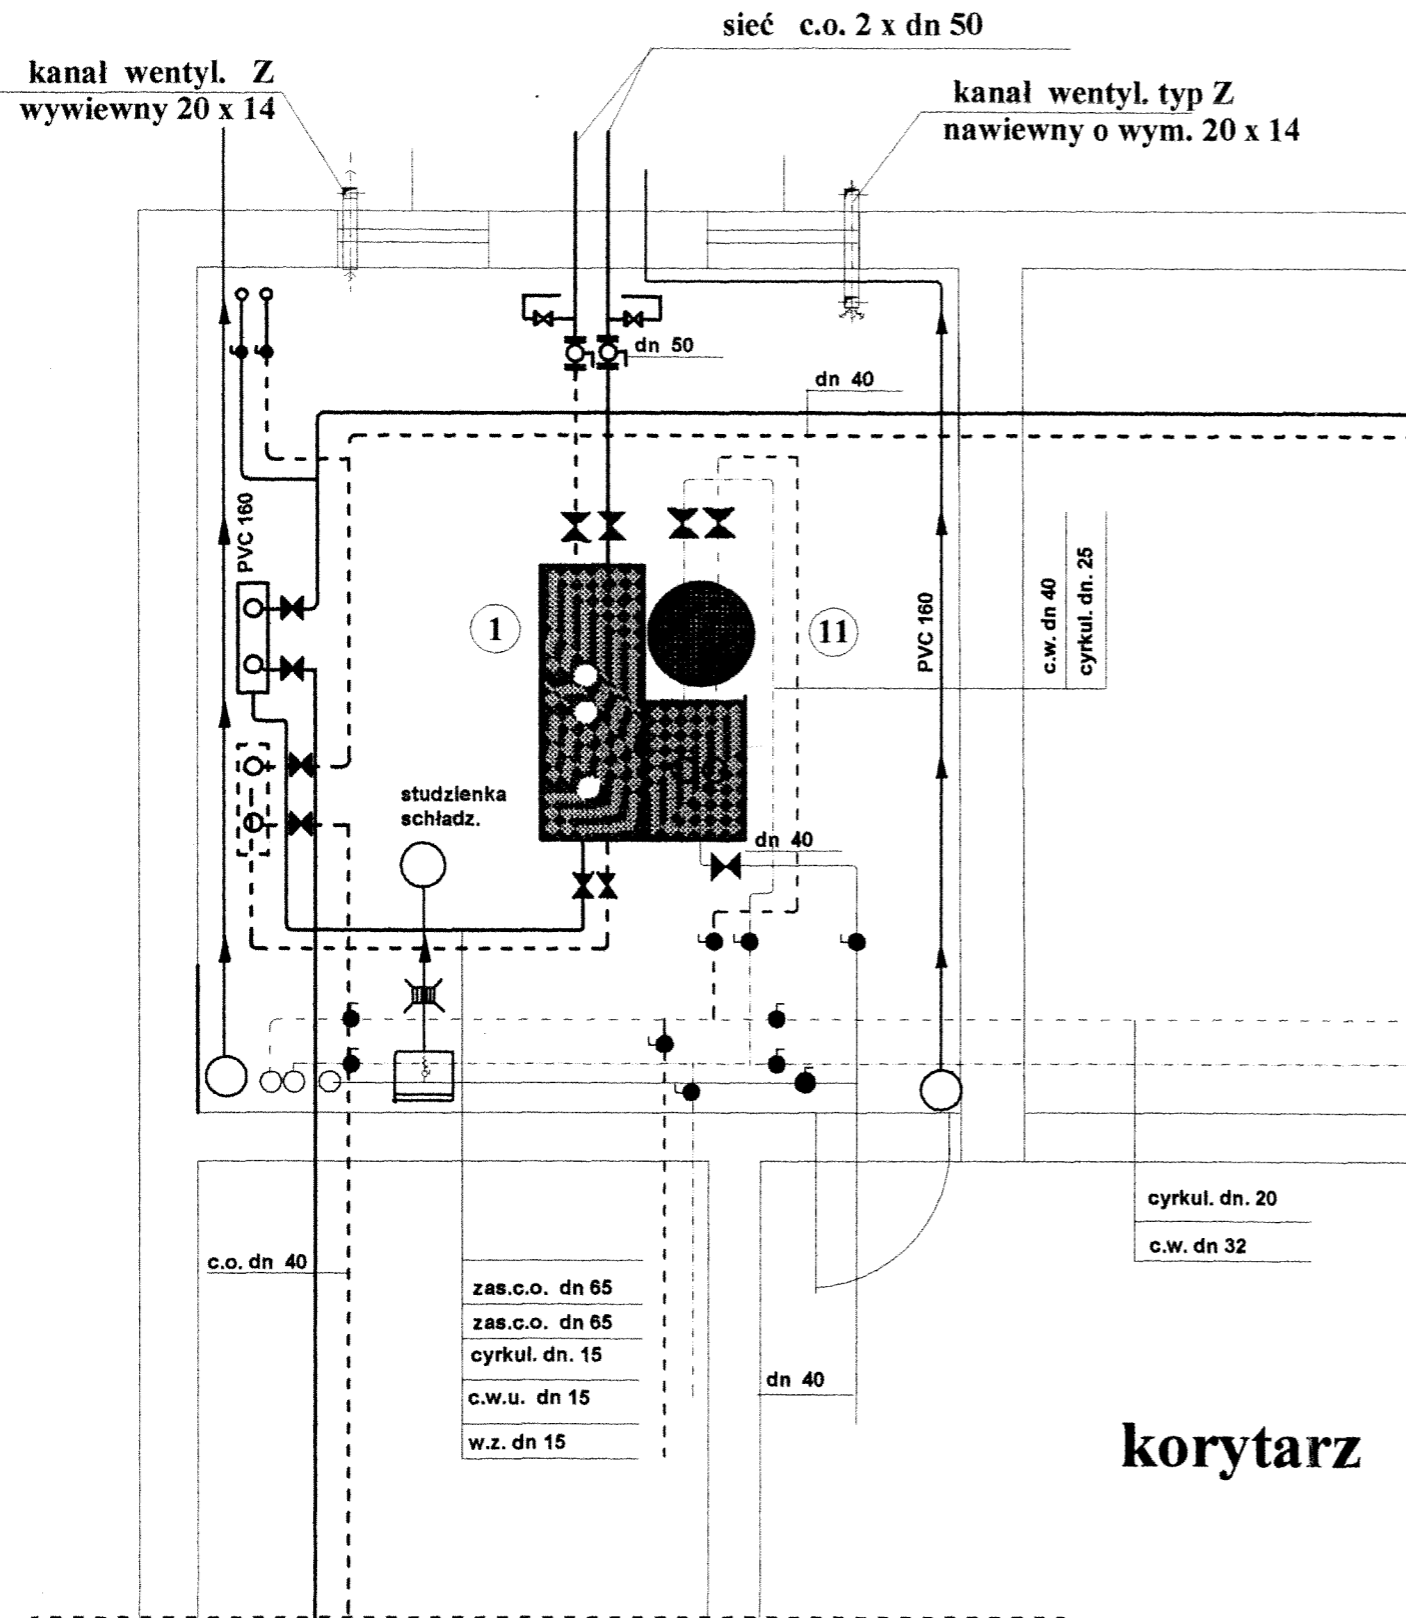 sieć c.o. 2 x dn 50
kanał wentyl. Z
wywiewny 20 x 14
kanał wentyl. typ Z
nawiewny o wym. 20 x 14
dn 50
dn 40
PVC 160
1
11
PVC 160
c.w. dn 40
cyrkul. dn. 25
studzienka
schładz.
dn 40
cyrkul. dn. 20
c.w. dn 32
c.o. dn 40
zas.c.o. dn 65
zas.c.o. dn 65
cyrkul. dn. 15
c.w.u. dn 15
w.z. dn 15
dn 40
korytarz